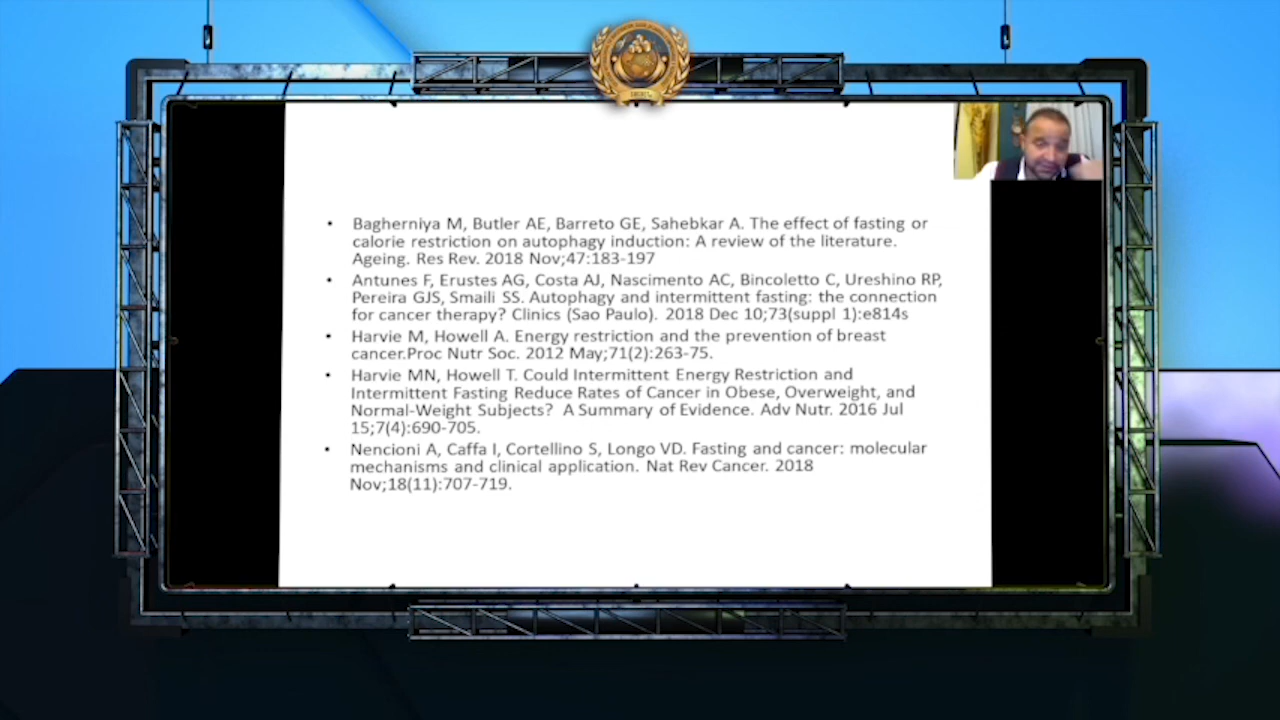 • Bagherniya M, Butler AE, Barreto GE, Sahebkar A. The effect of fasting or
calorie restriction on autophagy induction: A review of the literature.
Ageing. Res Rev. 2018 Nov;47:183-197
• Antunes F, Erustes AG, Costa AJ, Nascimento AC, Bincoletto C, Ureshino RP,
Pereira GJS, Smaili SS. Autophagy and intermittent fasting: the connection
for cancer therapy? Clinics (Sao Paulo). 2018 Dec 10;73(suppl 1):e814s
• Harvie M, Howell A. Energy restriction and the prevention of breast
cancer.Proc Nutr Soc. 2012 May;71(2):263-75.
• Harvie MN, Howell T. Could Intermittent Energy Restriction and
Intermittent Fasting Reduce Rates of Cancer in Obese, Overweight, and
Normal-Weight Subjects? A Summary of Evidence. Adv Nutr. 2016 Jul
15;7(4):690-705.
• Nencioni A, Caffa I, Cortellino S, Longo VD. Fasting and cancer: molecular
mechanisms and clinical application. Nat Rev Cancer. 2018
Nov;18(11):707-719.